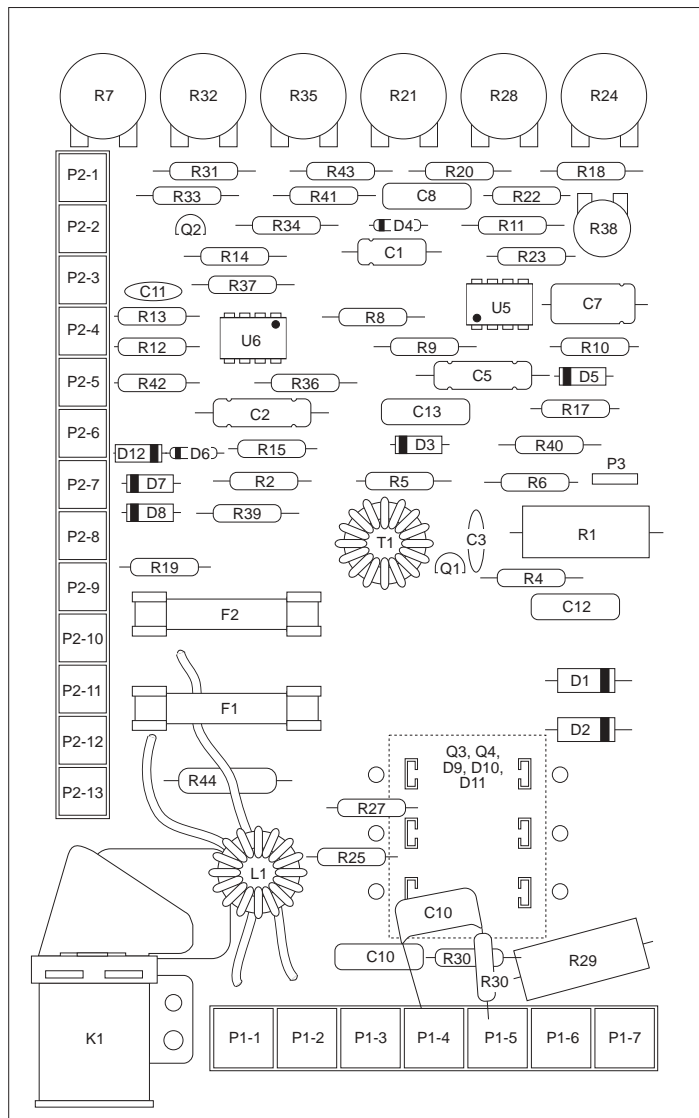 R7 R32 R35 R21 R28 R24
P2-1 R31 R43 R20 R18
R33 R41 C8 R22
P2-2 Q2 R34 D4 R11 R38
R14 C1 R23
P2-3 C11 R37 U5 C7
P2-4 R13 R8
R12 U6 R9 R10
P2-5 R42 R36 C5 D5
P2-6 C2 C13 R17
D12 D6 R15 D3 R40
P2-7 D7 R2 R5 R6 P3
D8 R39
P2-8 T1 C3 R1
R19 Q1 R4
P2-9 C12
F2
P2-10
P2-11 D1
F1
P2-12 D2
Q3, Q4,
D9, D10,
D11
P2-13 R44
R27
R25
L1
C10
C10 R30 R29
R30
K1 P1-1 P1-2 P1-3 P1-4 P1-5 P1-6 P1-7